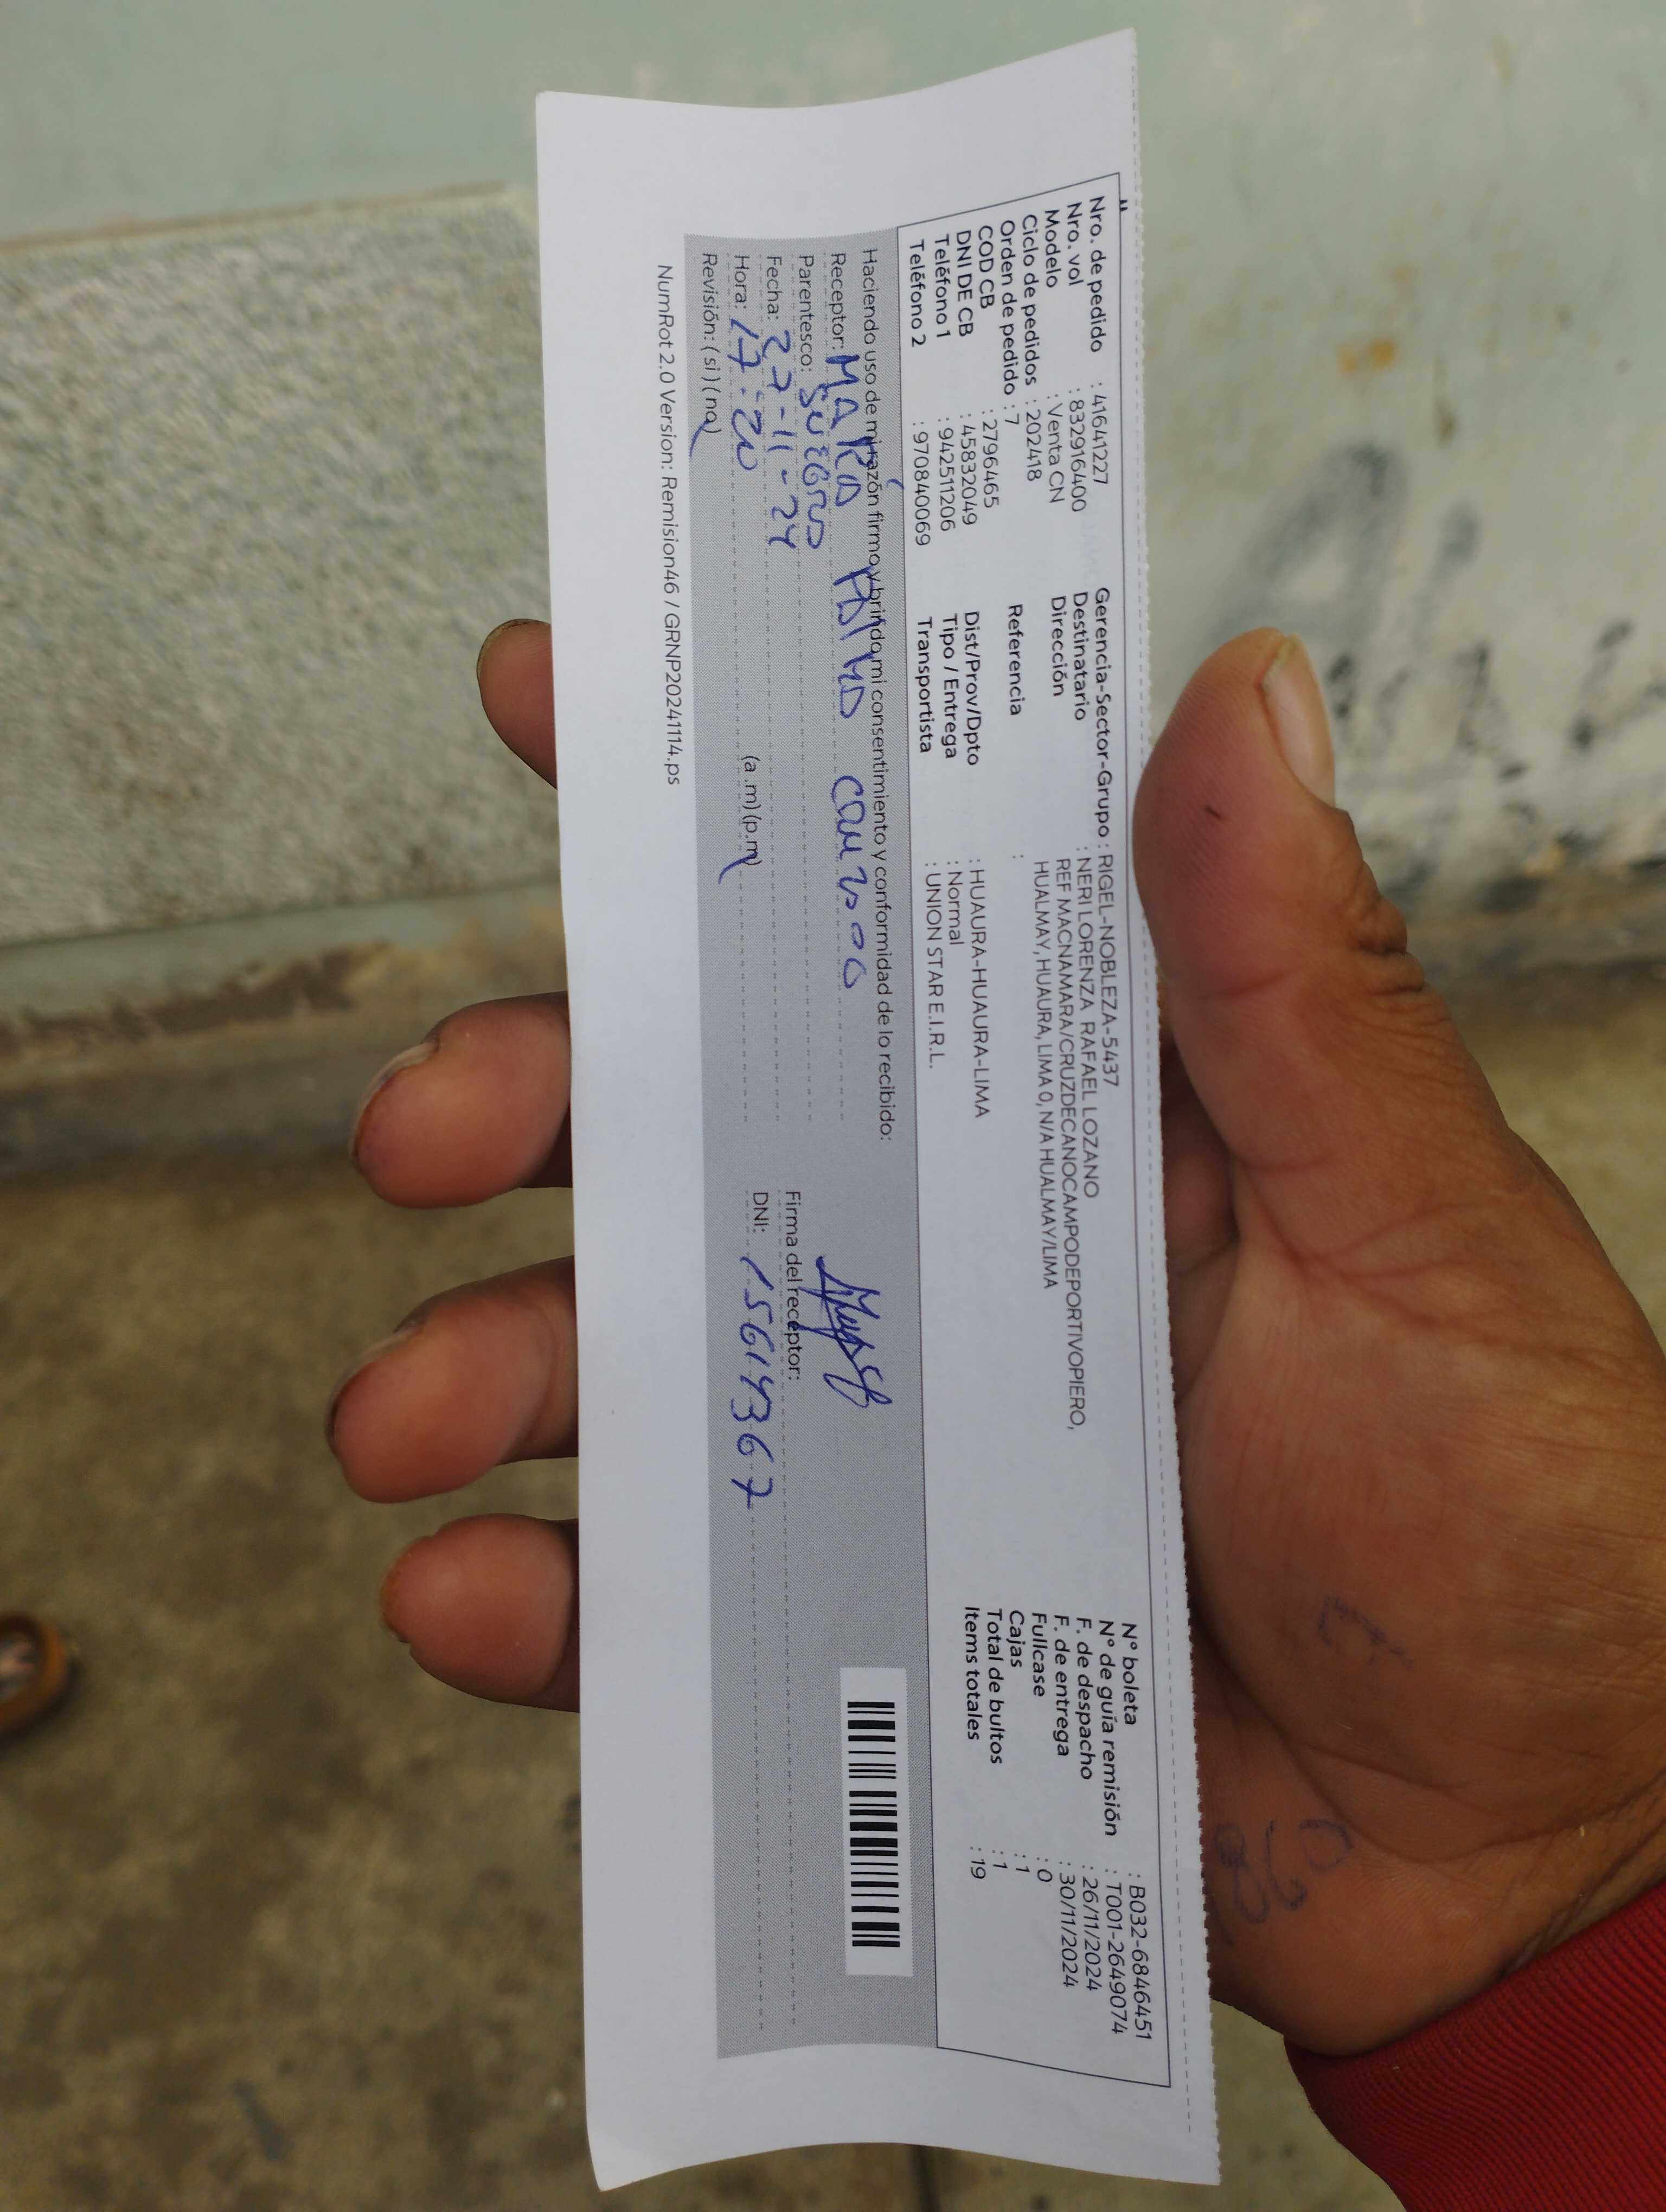 Nro. de pedido : 41641227
Nro. vol : 832916400
Modelo : Venta CN
Ciclo de pedidos : 202418
Orden de pedido : 7
COD CB : 2796465
DNI DE CB : 45832049
Teléfono 1 : 942511206
Teléfono 2 : 970840069
Gerencia-Sector-Grupo : RIGEL-NOBLEZA-5437
Destinatario : NERI LORENZA RAFAEL LOZANO
Dirección REF MACNAMARA/CRUZDECANOCAMPODEPORTIVOPIERO,
HUALMAY, HUAURA, LIMA 0, N/A HUALMAY/LIMA
Referencia :
Dist/Prov/Dpto : HUAURA-HUAURA-LIMA
Tipo / Entrega : Normal
Transportista : UNION STAR E.I.R.L.
N° boleta : B032-6846451
N° de guía remisión : T001-2649074
F. de despacho : 26/11/2024
F. de entrega : 30/11/2024
Fullcase : 0
Cajas : 1
Total de bultos : 1
Items totales : 19
Haciendo uso de mi razón firmo y brindo mi consentimiento y conformidad de lo recibido:
Receptor:
Parentesco:
Fecha: 27-11-24
Hora: 17:20 (a.m) (p.m)
Revisión: ( si ) ( no )
Firma del receptor:
DNI: 15614367
NumRot 2.0 Version: Remision46 / GRNP20241114.ps